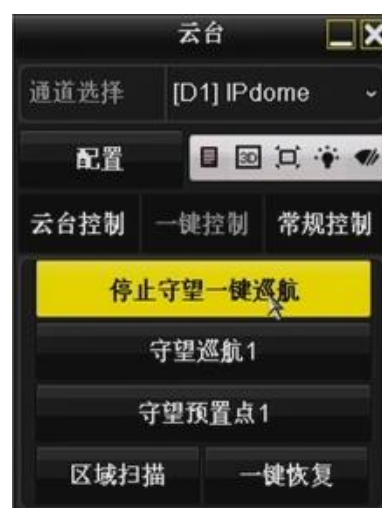 云台
通道选择 [D1] IPdome
配置 3D
云台控制 一键控制 常规控制
停止守望一键巡航
守望巡航1
守望预置点1
区域扫描 一键恢复